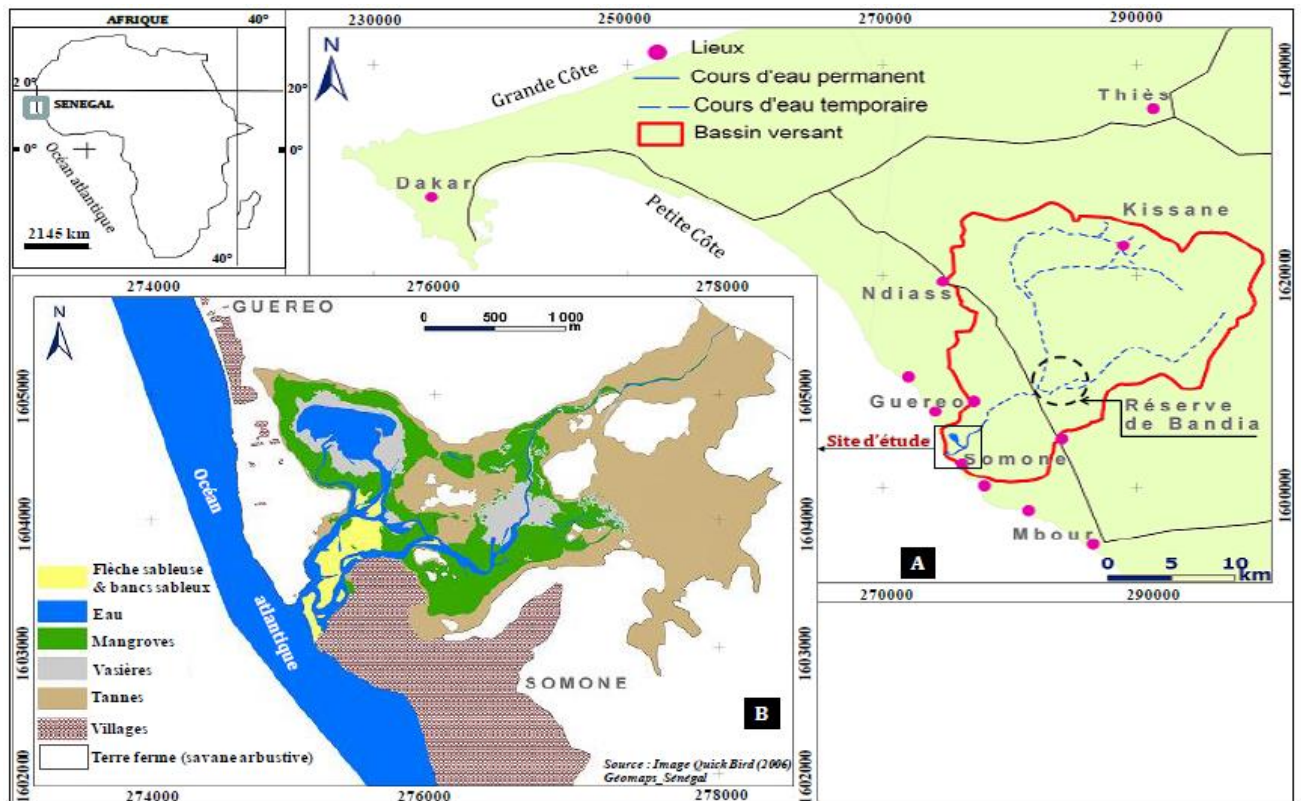 AFRIQUE
40°
20°
20°
SENEGAL
0°
0°
Océan atlantique
2145 km
40°
230000
250000
270000
290000
N
Lieux
Cours d'eau permanent
Cours d'eau temporaire
Bassin versant
Grande Côte
Petite Côte
Dakar
Thiès
Kissane
Ndiass
Guereo
Réserve
de Bandia
Site d'étude
Somone
Mbour
A
0 5 10
km
1640000
1620000
1600000
270000
290000
274000
276000
278000
N
GUEREO
0 500 1 000
m
1605000
1604000
1603000
1602000
1605000
1604000
1603000
1602000
Océan
atlantique
Flèche sableuse
& bancs sableux
Eau
Mangroves
Vasières
Tannes
Villages
Terre ferme (savane arbustive)
SOMONE
B
Source : Image Quick Bird (2006)
Géomaps_Sénégal
274000
276000
278000